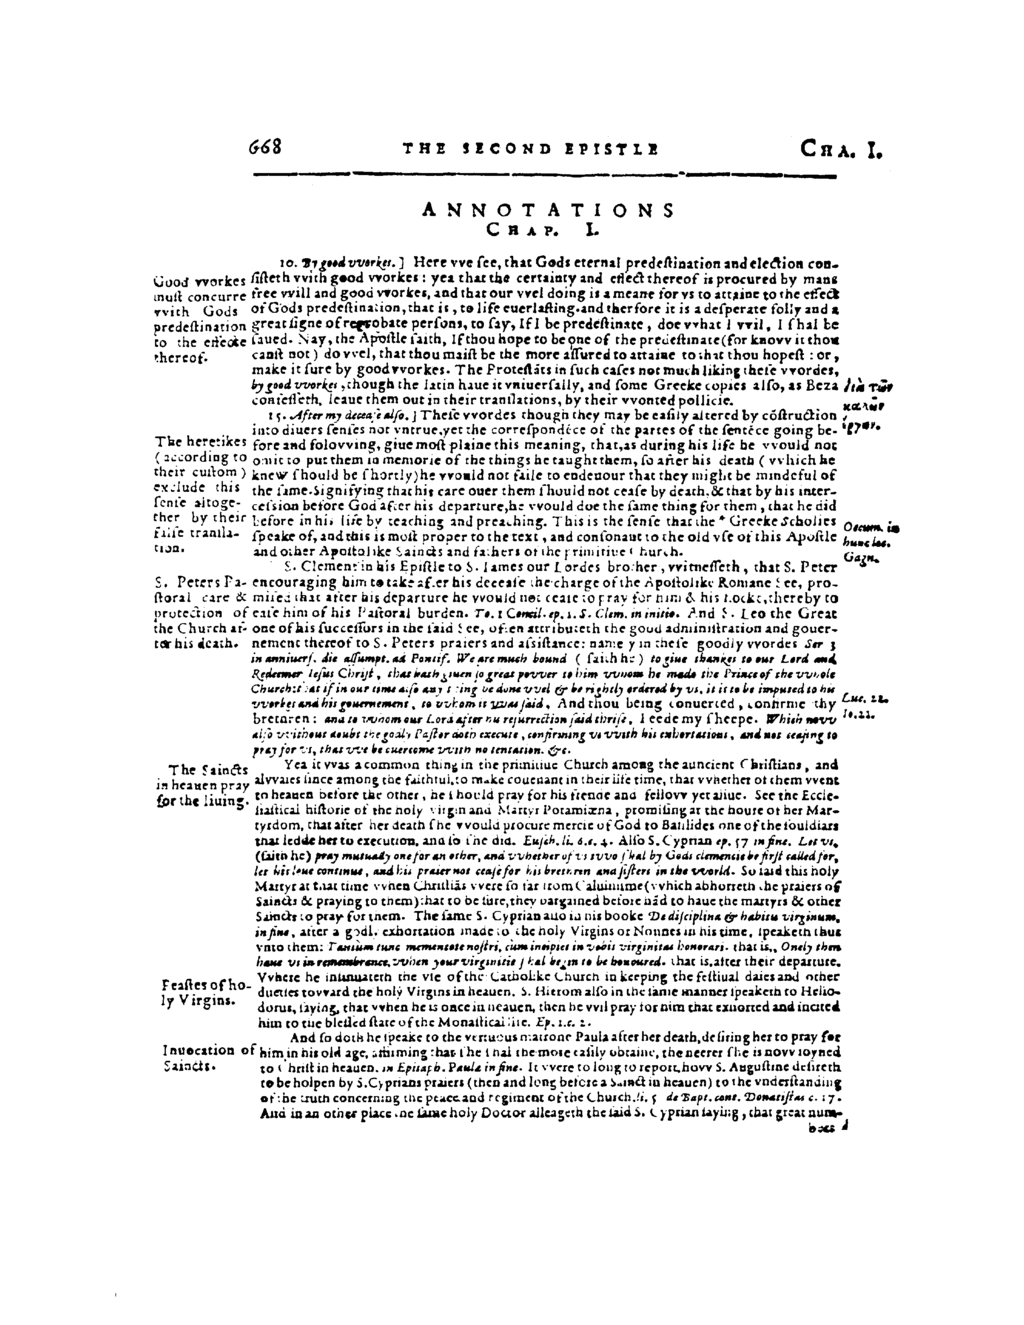 668 THE SECOND EPISTLE CHA. I.
ANNOTATIONS
CHAP. I.
10. By good vvorkes.] Here vve ſee, that Gods eternal predeſtination and election con-
ſiſteth vvith good vvorkes: yea that the certainty and effect thereof is procured by mans
free vvill and good vvorkes, and that our vvel doing is a meane for vs to attaine to the effect
of Gods predeſtination, that is, to life euerlaſting. and therfore it is a deſperate folly and a
great ſigne of reprobate perſons, to ſay, If I be predeſtinate, doe vvhat I vvil, I ſhal be
ſaued. Nay, the Apoſtle ſaith, If thou hope to be one of the predeſtinate (for knovv it thou
canſt not) do vvel, that thou maiſt be the more aſſured to attaine to that thou hopeſt: or,
make it ſure by good vvorkes. The Proteſtāts in ſuch caſes not much liking theſe vvordes,
by good vvorkes, though the latin haue it vniuerſally, and ſome Greeke copies alſo, as Beza
confeſſeth, leaue them out in their tranſlations, by their vvonted pollicie.
Good vvorkes
muſt concurre
vvith Gods
predeſtination
to the effecte
thereof.
διὰ τῶν
καλῶν
ἔργων.
15. After my deceaſe alſo.] Theſe vvordes though they may be eaſily altered by cōſtruction
into diuers ſenſes not vntrue, yet the correſpondēce of the partes of the ſentēce going be-
fore and folovving, giue moſt plaine this meaning, that, as during his life he vvould not
omit to put them in memorie of the things he taught them, ſo after his death (vvhich he
knew ſhould be ſhortly) he vvould not faile to endeuour that they might be mindeful of
the ſame. Signifying that his care ouer them ſhould not ceaſe by death, & that by his inter-
ceſsion before God after his departure, he vvould doe the ſame thing for them, that he did
before in his life by teaching and preaching. This is the ſenſe that the * Greeke Scholies
ſpeake of, and this is moſt proper to the text, and conſonant to the old vſe of this Apoſtle
and other Apoſtolike Saincts and fathers of the primitiue Church.
The heretikes
(according to
their cuſtom)
exclude this
ſenſe altoge-
ther by their
falſe tranſla-
tion.
Oecum. in
hunc loc.
Gagn.
S. Clement in his Epiſtle to S. Iames our Lordes brother, vvitneſſeth, that S. Peter
encouraging him to take after his deceaſe the charge of the Apoſtolike Romane See, pro-
miſed that after his departure he vvould not ceaſe to pray for him & his flocke, thereby to
eaſe him of his Paſtoral burden. To. 1 Concil. ep. 1. S. Clem. in initio. And S. Leo the Great
one of his ſucceſſors in the ſaid See, often attributeth the good adminiſtration and gouer-
nement thereof to S. Peters praiers and aſsiſtance: namely in theſe goodly vvordes Ser 3
in anniuerſ. die aſſumpt. ad Pontif. We are much bound (ſaith he) to giue thankes to our Lord and
Redeemer Ieſus Chriſt, that hath giuen ſo great povver to him vvhom he made the Prince of the vvhole
Church: that if in our time alſo any thing be done vvel & be rightly ordered by vs, it is to be imputed to his
vvorkes and his gouernement, to vvhom it vvas ſaid, And thou being conuerted, confirme thy
bretaren: and to vvhom our Lord after his reſurrection ſaid thriſe, Feede my ſheepe. Which novv
alſo vvithout doubt the godly Paſtor doth execute, confirming vs vvith his exhortations, and not ceaſing to
pray for vs, that vve be ouercome vvith no tentation. &c.
S. Peters Pa-
ſtoral care &
protection of
the Church af-
ter his death.
Luc. 22.
Io. 21.
Yea it vvas a common thing in the primitiue Church among the auncient Chriſtians, and
alvvaies ſince among the faithful, to make couenant in their life time, that vvhether of them vvent
to heauen before the other, he ſhould pray for his frende and fellovv yet aliue. See the Eccle-
ſiaſtical hiſtorie of the holy virgin and Martyr Potamiæna, promiſing at the houre of her Mar-
tyrdom, that after her death ſhe vvould procure mercie of God to Baſilides one of the ſouldiars
that ledde her to execution, and ſo ſhe did. Euſeb. li. 6. c. 4. Alſo S. Cyprian ep. 57 in fine. Let vs,
(ſaith he) pray mutually one for an other, and vvhether of vs tvvo ſhal by Gods clemencie be firſt called for,
let his loue continue, and his praier not ceaſe for his brethren and ſiſters in the vvorld. So ſaid this holy
Martyr at that time vvhen Chriſtiās vvere ſo far from Caluiniſme (vvhich abhorreth the praiers of
Saincts & praying to them) that to be ſure, they bargained before hād to haue the martyrs & other
Saincts to pray for them. The ſame S. Cyprian alſo in his booke De diſciplina & habitu virginum,
in fine, after a godly exhortation made to the holy Virgins or Nonnes in his time, ſpeaketh thus
vnto them: Tantùm tunc mementote noſtri, cùm incipiet in vobis virginitas honorari. that is,, Onely then
haue vs in remembrance, vvhen your virginitie ſhal begin to be honoured. that is, after their departure.
Vvhere he inſinuateth the vſe of the Catholike Church in keeping the feſtiual daies and other
dueties tovvard the holy Virgins in heauen. S. Hierom alſo in the ſame manner ſpeaketh to Helio-
dorus, ſaying, that vvhen he is once in heauen, then he vvil pray for him that exhorted and incited
him to the bleſſed ſtate of the Monaſtical life. Ep. 1. c. 2.
The Saincts
in heauen pray
for the liuing.
Feaſtes of ho-
ly Virgins.
And ſo doth he ſpeake to the vertuous matrone Paula after her death, deſiring her to pray for
him in his old age, affirming that ſhe ſhal the more eaſily obtaine, the neerer ſhe is novv ioyned
to Chriſt in heauen. in Epitaph. Paulæ in fine. It vvere to long to report, hovv S. Auguſtine deſireth
to be holpen by S. Cyprians praiers (then and long before a Sainct in heauen) to the vnderſtanding
of the truth concerning the peace and regiment of the Church. li. 5 de Bapt. cont. Donatiſtas c. 17.
And in an other place the ſame holy Doctor alleageth the ſaid S. Cyprian ſaying, that great num-
Inuocation of
Saincts.
bers